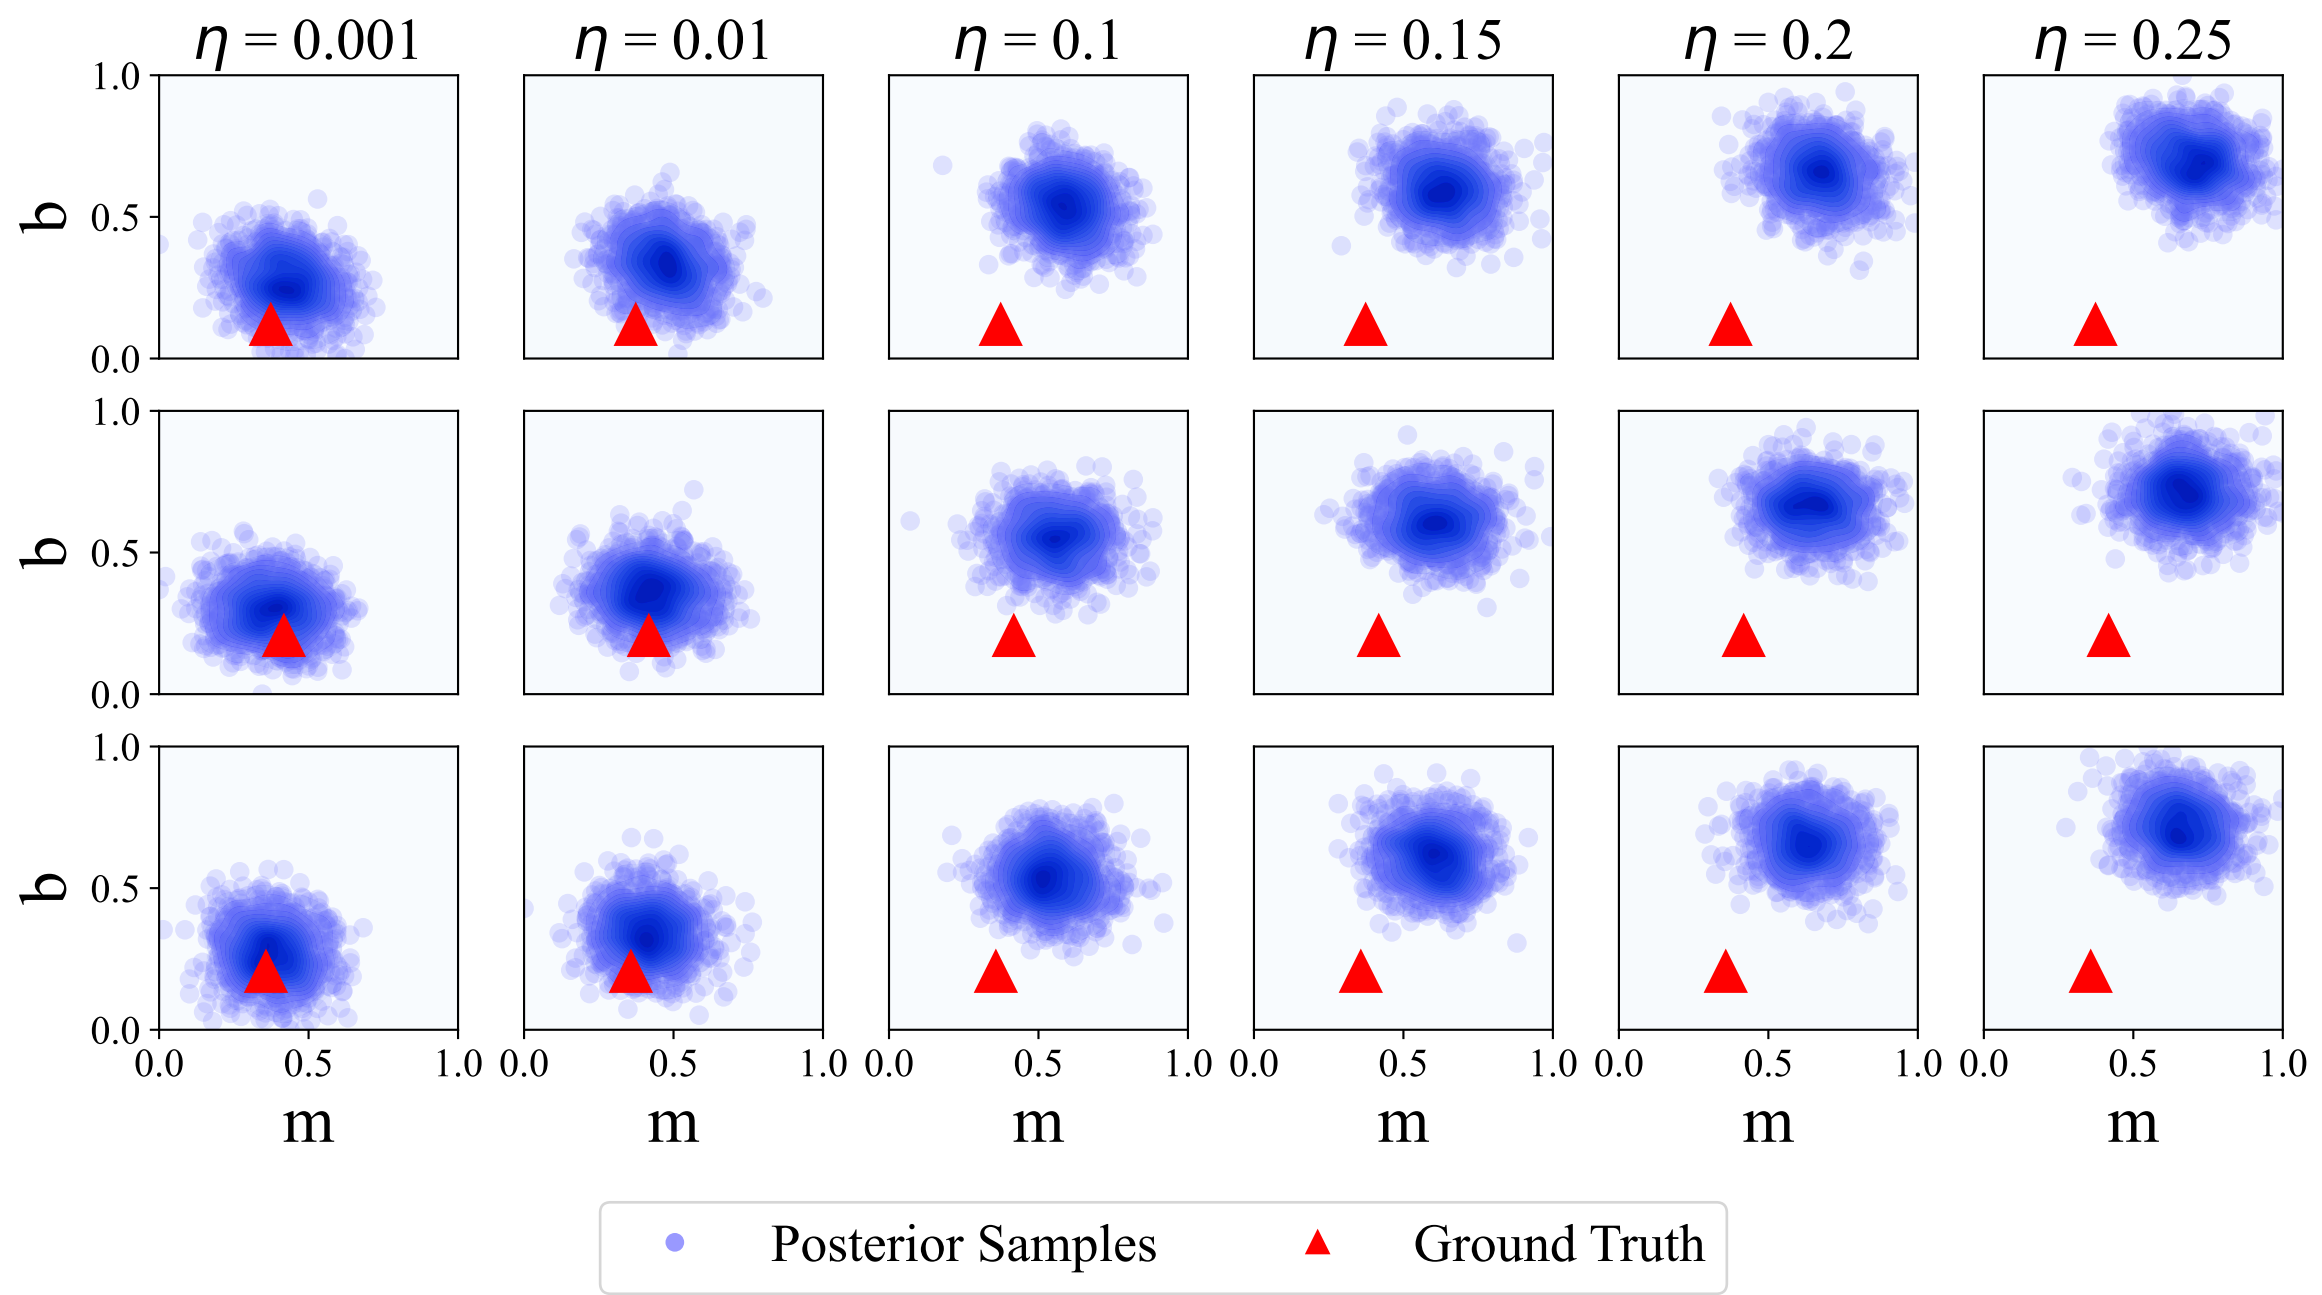 η = 0.001 η = 0.01 η = 0.1 η = 0.15 η = 0.2 η = 0.25
1.0
b 0.5
0.0
1.0
b 0.5
0.0
1.0
b 0.5
0.0
0.0 0.5 1.0 0.0 0.5 1.0 0.0 0.5 1.0 0.0 0.5 1.0 0.0 0.5 1.0 0.0 0.5 1.0
m m m m m m
Posterior Samples Ground Truth